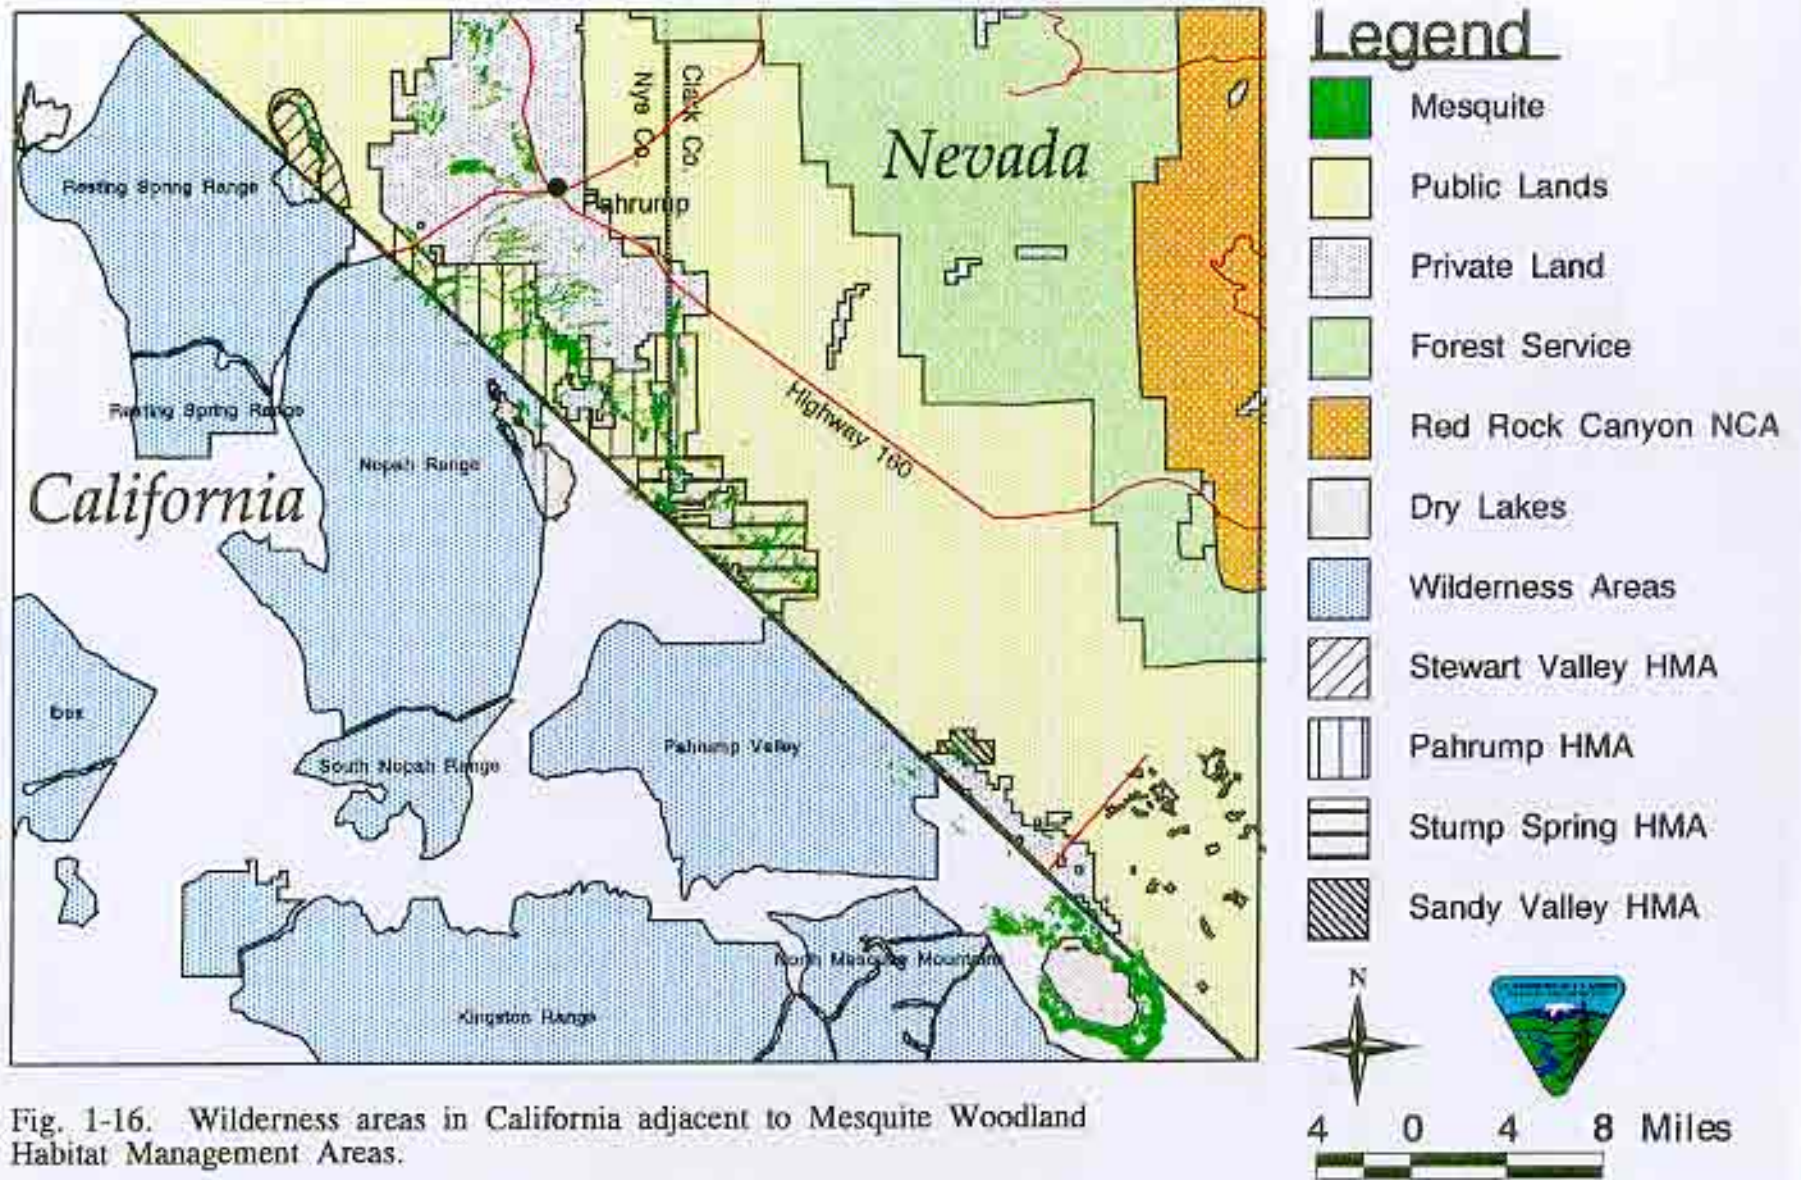 Legend
Mesquite
Public Lands
Private Land
Forest Service
Red Rock Canyon NCA
Dry Lakes
Wilderness Areas
Stewart Valley HMA
Pahrump HMA
Stump Spring HMA
Sandy Valley HMA
N
4 0 4 8 Miles
Nevada
California
Nye Co.
Clark Co.
Pahrump
Highway 160
Resting Spring Range
Resting Spring Range
Nopah Range
South Nopah Range
Pahrump Valley
North Mesquite Mountains
Kingston Range
Ibex
Fig. 1-16. Wilderness areas in California adjacent to Mesquite Woodland
Habitat Management Areas.